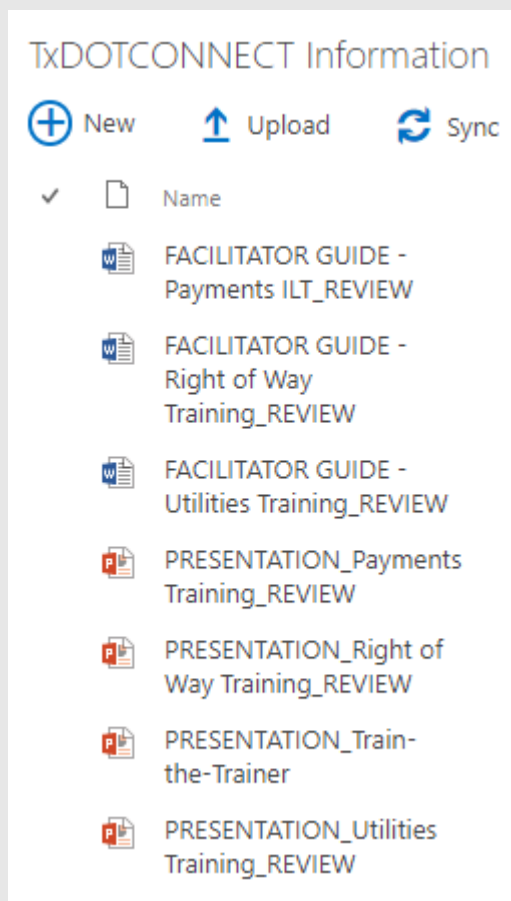 TxDOTCONNECT Information
New Upload Sync
Name
FACILITATOR GUIDE -
Payments ILT_REVIEW
FACILITATOR GUIDE -
Right of Way
Training_REVIEW
FACILITATOR GUIDE -
Utilities Training_REVIEW
PRESENTATION_Payments
Training_REVIEW
PRESENTATION_Right of
Way Training_REVIEW
PRESENTATION_Train-
the-Trainer
PRESENTATION_Utilities
Training_REVIEW